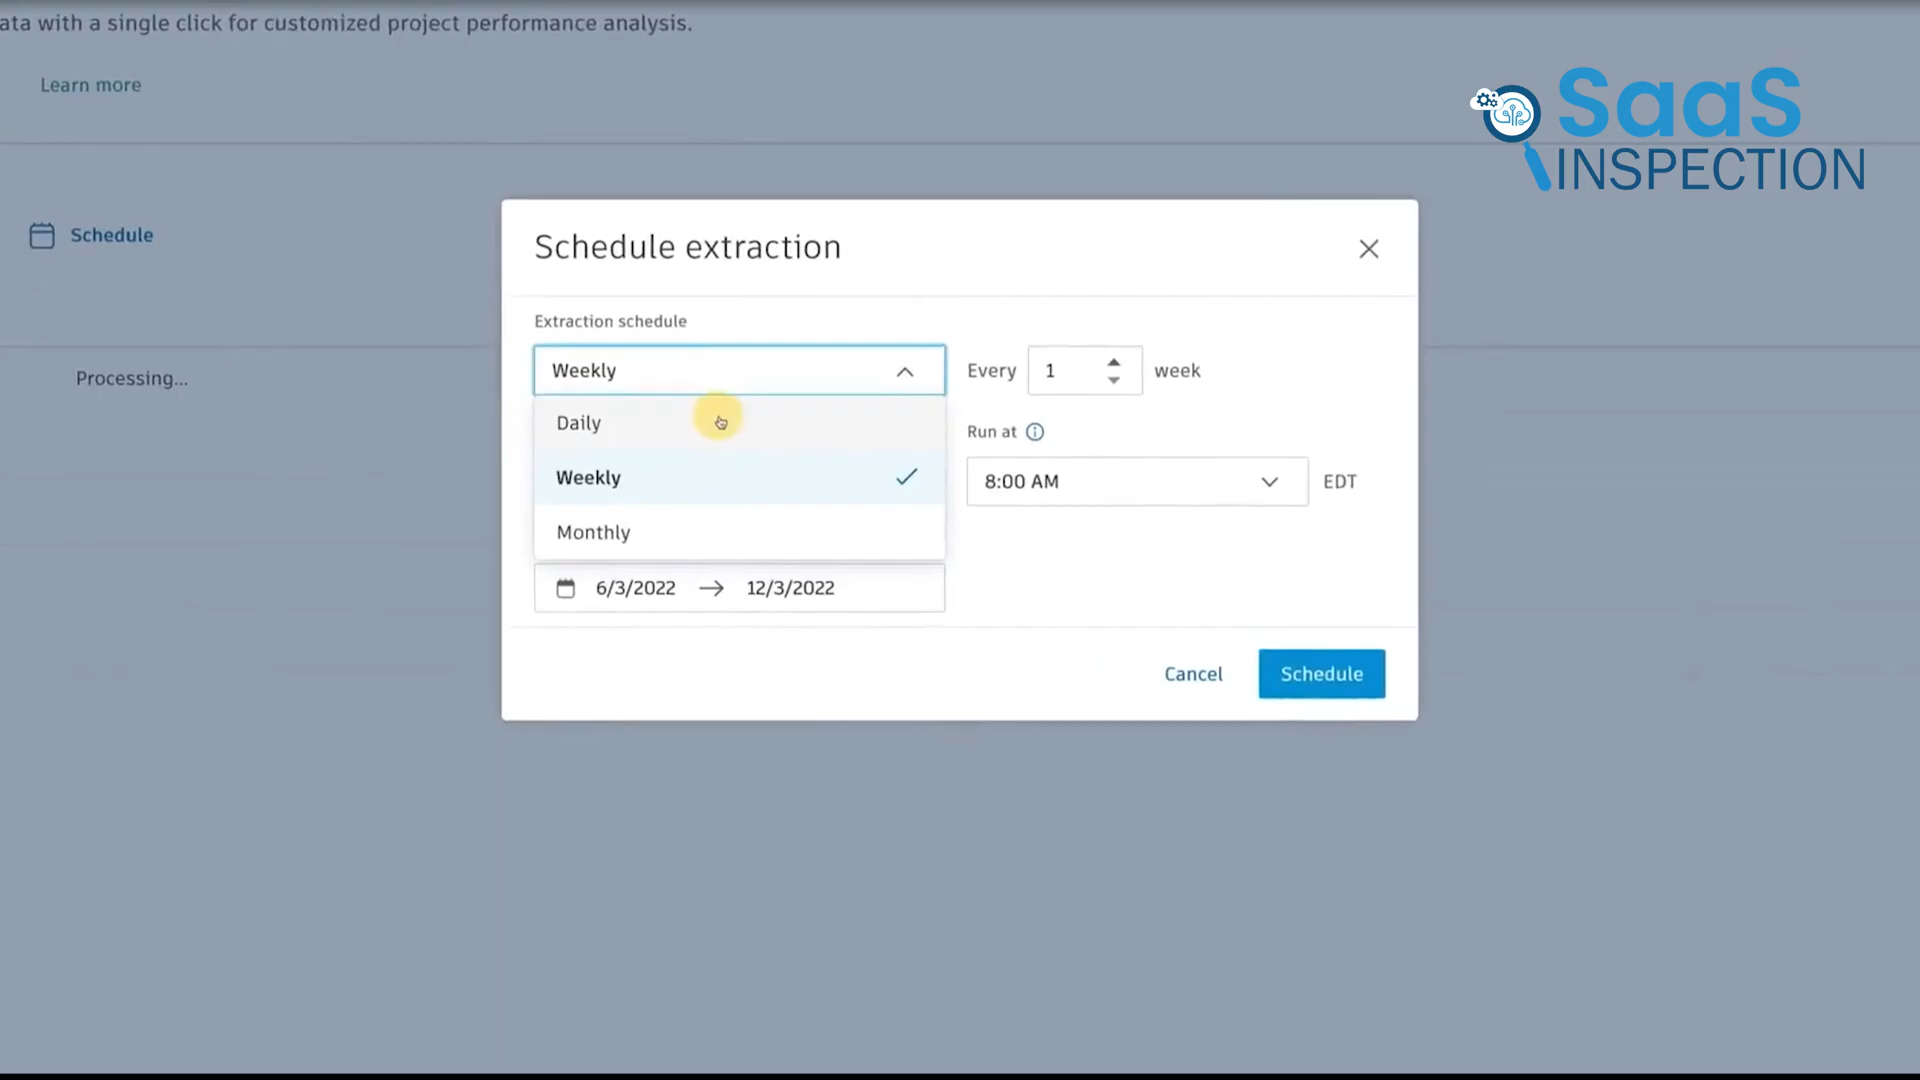 ata with a single click for customized project performance analysis.
Learn more
SaaS
INSPECTION
Schedule
Schedule extraction
Extraction schedule
Weekly
Every 1 week
Processing...
Daily
Run at
Weekly
8:00 AM EDT
Monthly
6/3/2022 → 12/3/2022
Cancel
Schedule